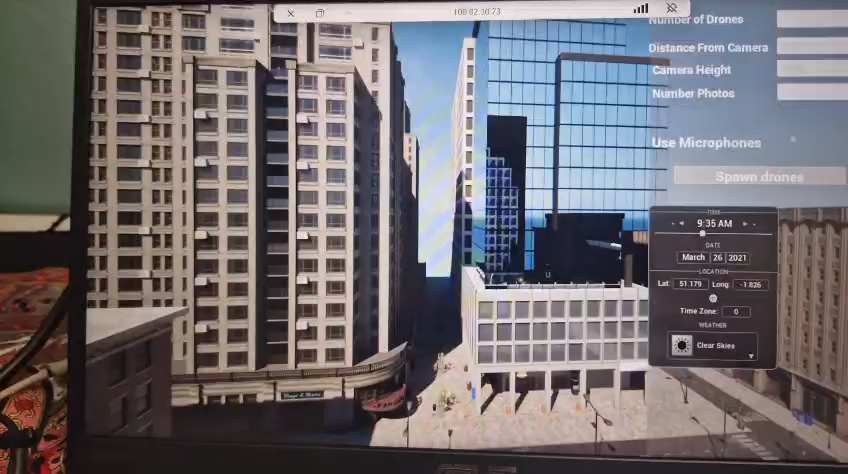 100.02.30.73
Number of Drones
Distance From Camera
Camera Height
Number Photos
Use Microphones
Spawn drones
TIME
9:35 AM
DATE
March 26 2021
LOCATION
Lat: 51.179 Long: -1.826
Time Zone: 0
WEATHER
Clear Skies